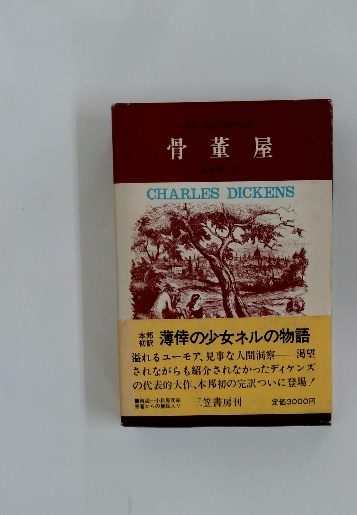 骨董屋
CHARLES DICKENS
本邦
初訳
薄倖の少女ネルの物語
溢れるユーモア、見事な人間洞察――渇望
されながらも紹介されなかったディケンズ
の代表的大作、本邦初の完訳ついに登場！
三笠書房刊
定価3000円